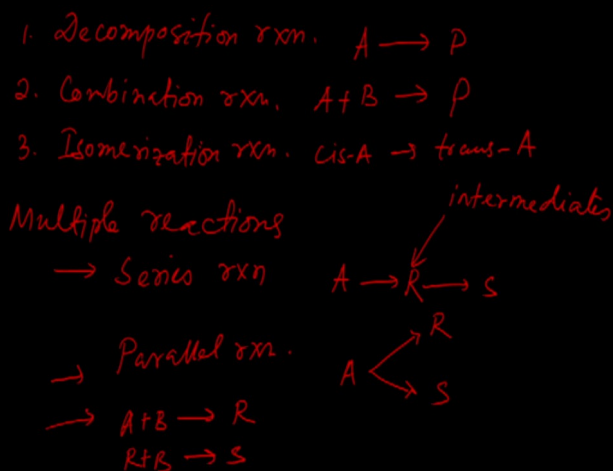 1. Decomposition rxn. A → P
2. Combination rxn. A + B → P
3. Isomerization rxn. cis-A → trans-A
intermediates
Multiple reactions
→ Series rxn A → R → S
→ Parallel rxn. A → R
→ S
→ A+B → R
R+B → S